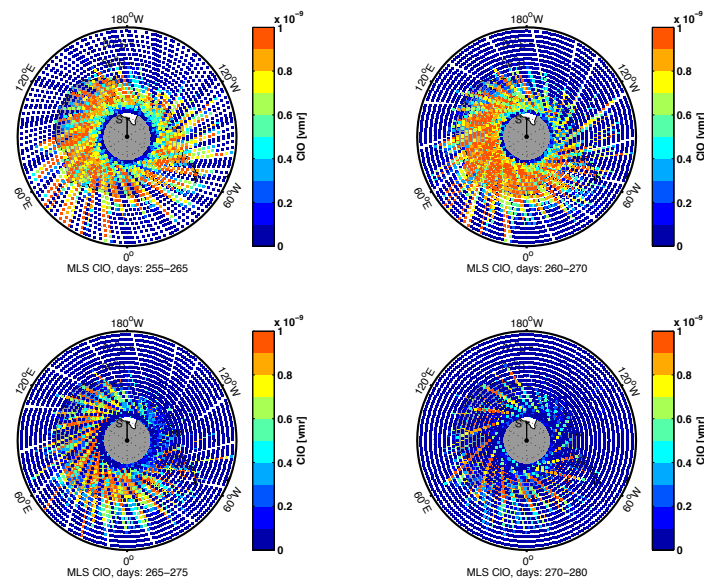 180°W
120°E
60°E
0°
60°W
S
x 10⁻⁹
1
0.8
0.6
0.4
0.2
0
ClO [vmr]
MLS ClO, days: 255−265
180°W
120°E
120°W
60°E
0°
60°W
S
x 10⁻⁹
1
0.8
0.6
0.4
0.2
0
ClO [vmr]
MLS ClO, days: 260−270
180°W
120°E
120°W
60°E
0°
60°W
S
x 10⁻⁹
1
0.8
0.6
0.4
0.2
0
ClO [vmr]
MLS ClO, days: 265−275
180°W
120°E
120°W
60°E
0°
60°W
S
x 10⁻⁹
1
0.8
0.6
0.4
0.2
0
ClO [vmr]
MLS ClO, days: 270−280